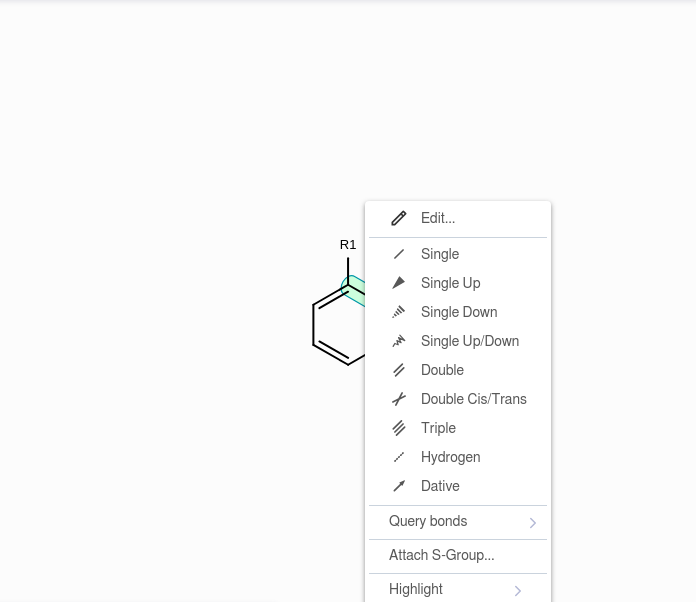 R1
Edit...
Single
Single Up
Single Down
Single Up/Down
Double
Double Cis/Trans
Triple
Hydrogen
Dative
Query bonds
Attach S-Group...
Highlight